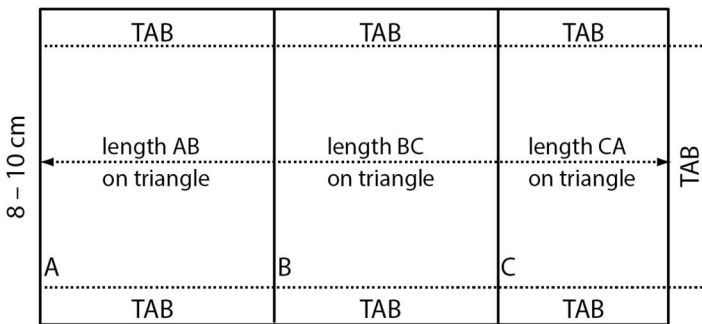 TAB TAB TAB
8 – 10 cm
length AB length BC length CA
on triangle on triangle on triangle
TAB
A B C
TAB TAB TAB